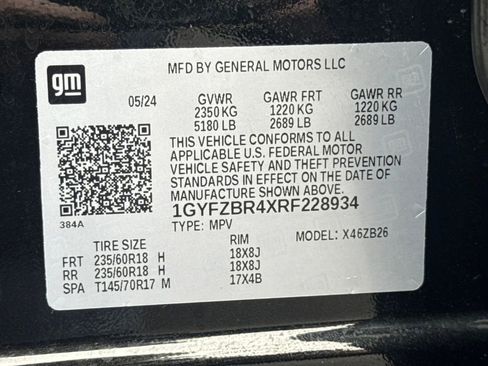 gm
MFD BY GENERAL MOTORS LLC
05/24 GVWR GAWR FRT GAWR RR
2350 KG 1220 KG 1220 KG
5180 LB 2689 LB 2689 LB
THIS VEHICLE CONFORMS TO ALL
APPLICABLE U.S. FEDERAL MOTOR
VEHICLE SAFETY AND THEFT PREVENTION
STANDARDS IN EFFECT ON THE DATE OF
MANUFACTURE SHOWN ABOVE.
384A
1GYFZBR4XRF228934
TYPE: MPV MODEL: X46ZB26
TIRE SIZE RIM
FRT 235/60R18 H 18X8J
RR 235/60R18 H 18X8J
SPA T145/70R17 M 17X4B